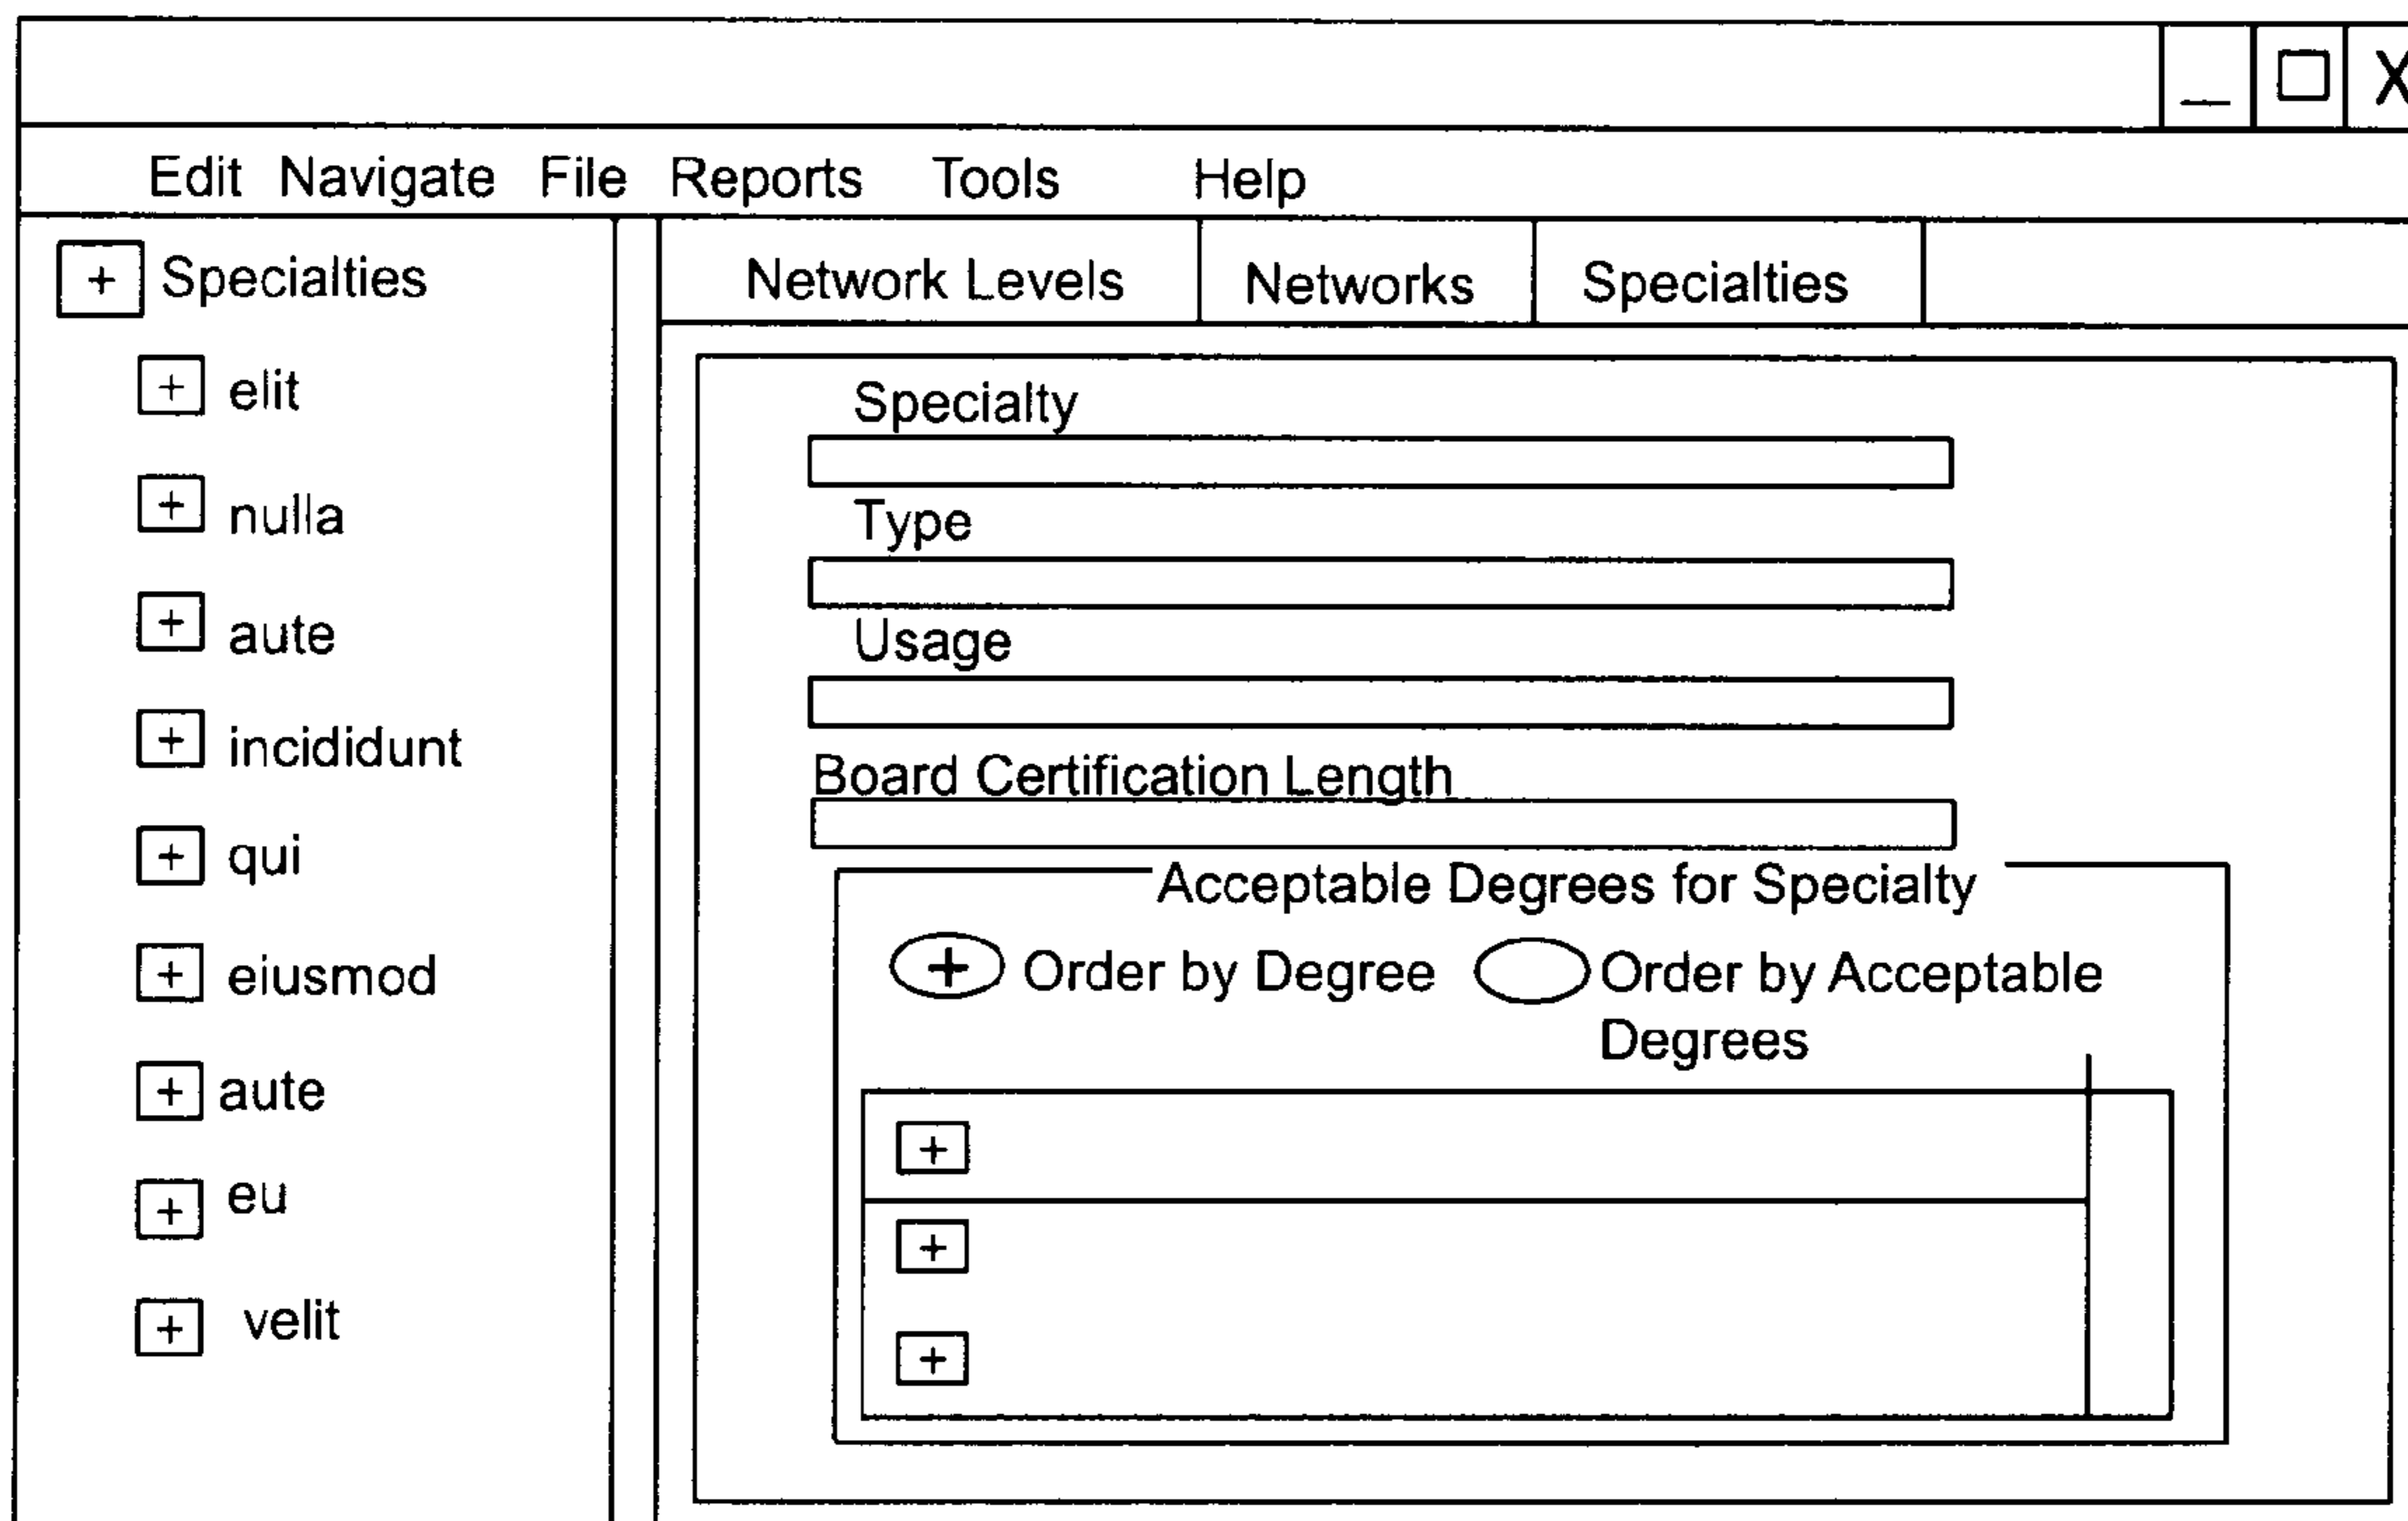 X
Edit Navigate File Reports Tools Help
+ Specialties
+ elit
+ nulla
+ aute
+ incididunt
+ qui
+ eiusmod
+ aute
+ eu
+ velit
Network Levels Networks Specialties
Specialty
Type
Usage
Board Certification Length
Acceptable Degrees for Specialty
+ Order by Degree Order by Acceptable
Degrees
+
+
+